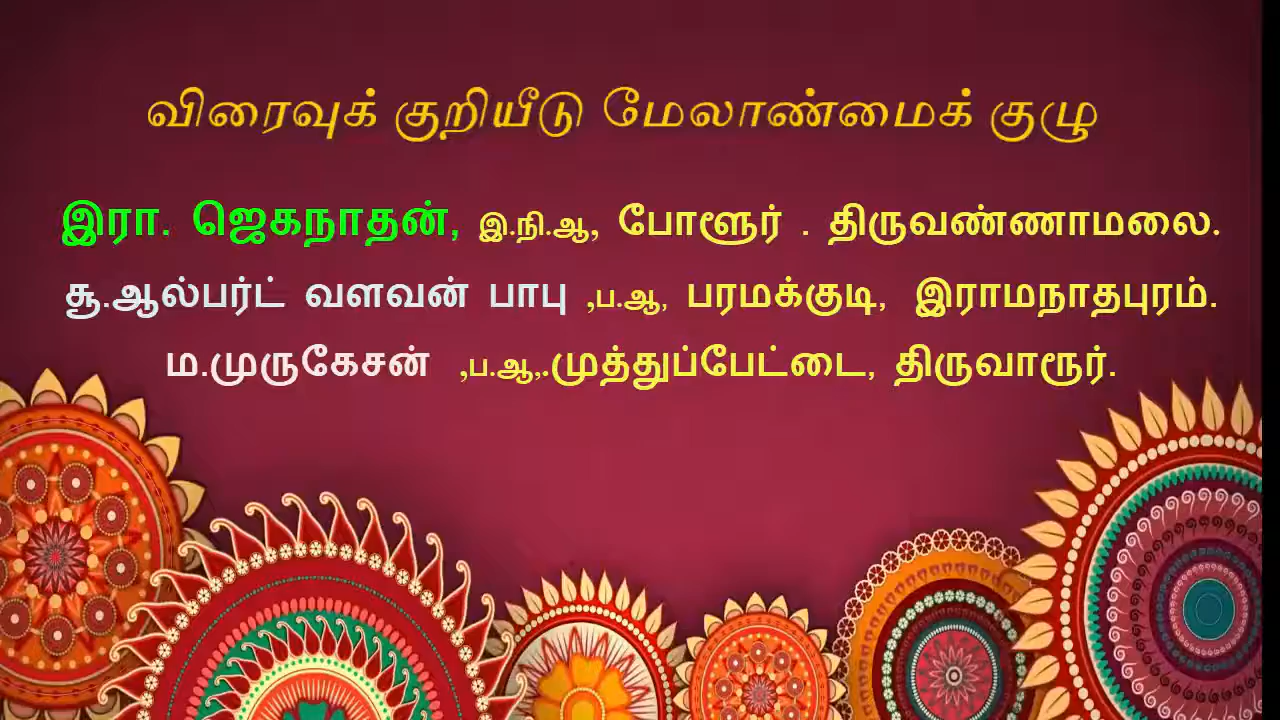 விரைவுக் குறியீடு மேலாண்மைக் குழு
இரா. ஜெகநாதன், இ.நி.ஆ, போளூர் . திருவண்ணாமலை.
சூ.ஆல்பர்ட் வளவன் பாபு ,ப.ஆ, பரமக்குடி, இராமநாதபுரம்.
ம.முருகேசன் ,ப.ஆ,.முத்துப்பேட்டை, திருவாரூர்.